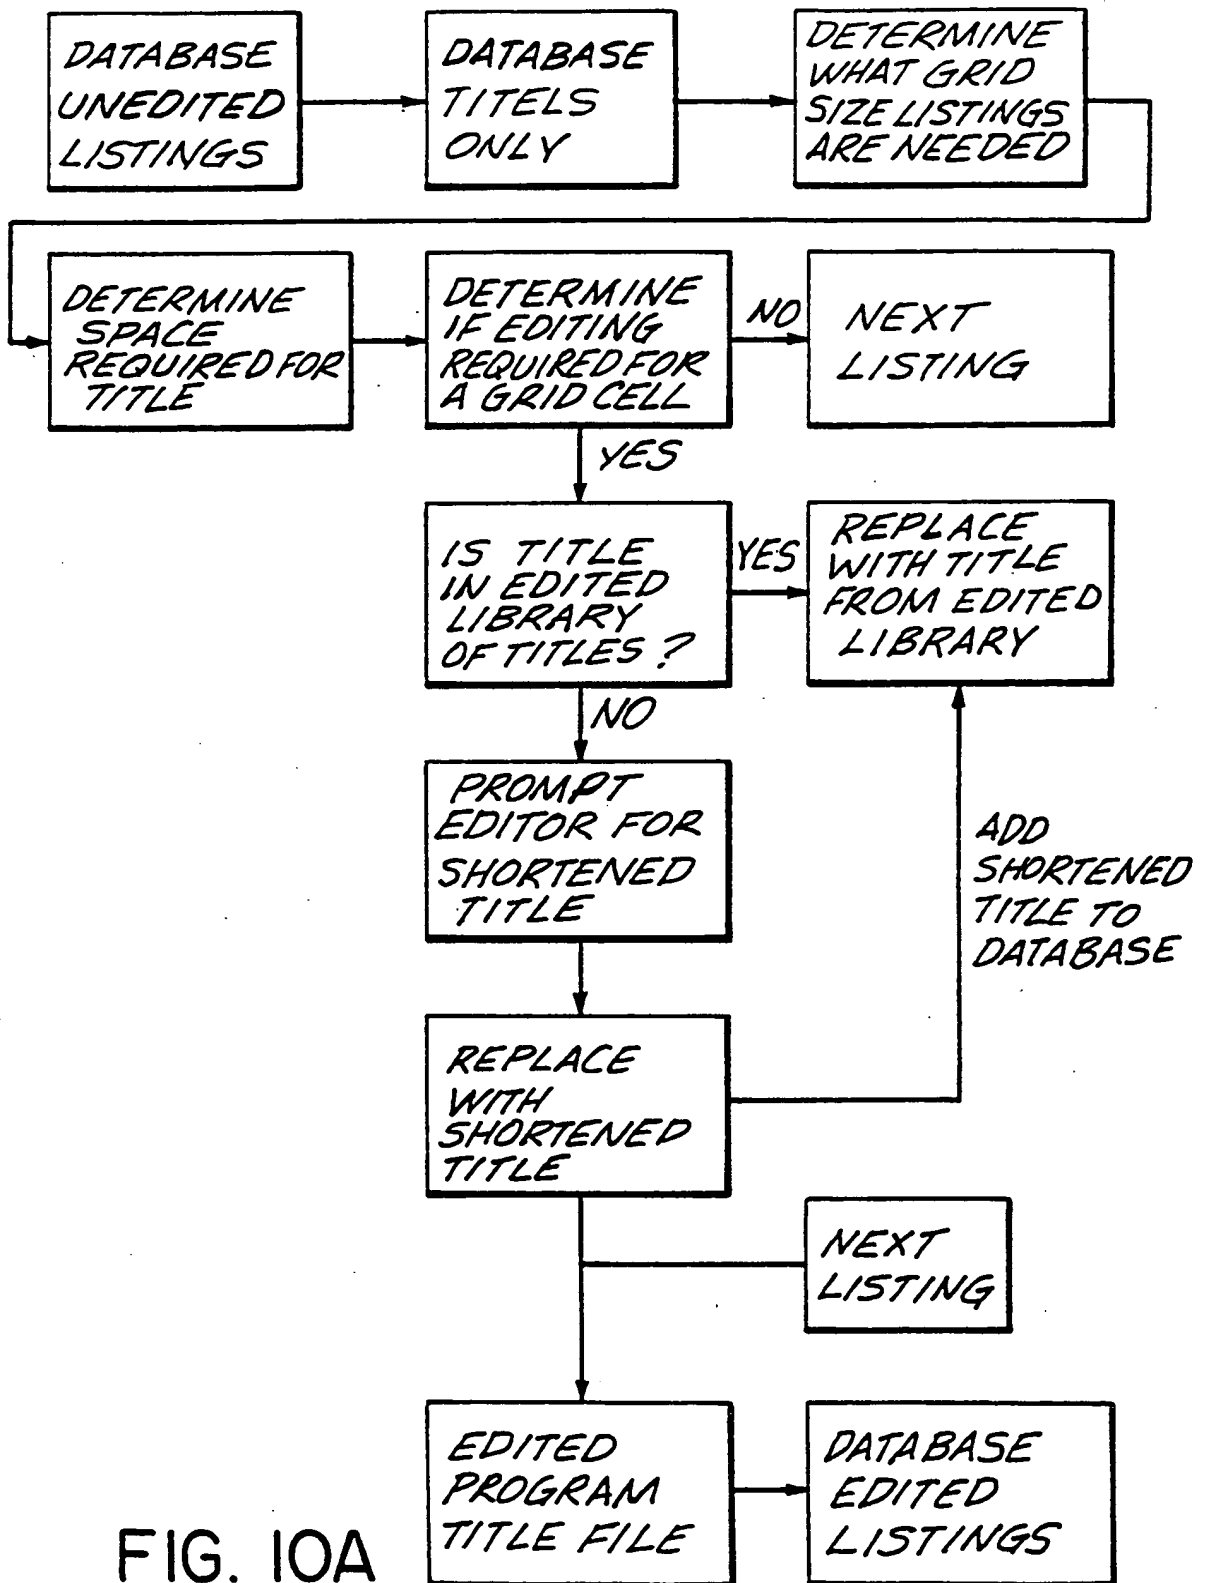 DATABASE
UNEDITED
LISTINGS
DATABASE
TITELS
ONLY
DETERMINE
WHAT GRID
SIZE LISTINGS
ARE NEEDED
DETERMINE
SPACE
REQUIRED FOR
TITLE
DETERMINE
IF EDITING
REQUIRED FOR
A GRID CELL
NO
NEXT
LISTING
YES
IS TITLE
IN EDITED
LIBRARY
OF TITLES?
YES
REPLACE
WITH TITLE
FROM EDITED
LIBRARY
NO
PROMPT
EDITOR FOR
SHORTENED
TITLE
ADD
SHORTENED
TITLE TO
DATABASE
REPLACE
WITH
SHORTENED
TITLE
NEXT
LISTING
EDITED
PROGRAM
TITLE FILE
DATABASE
EDITED
LISTINGS
FIG. 10A